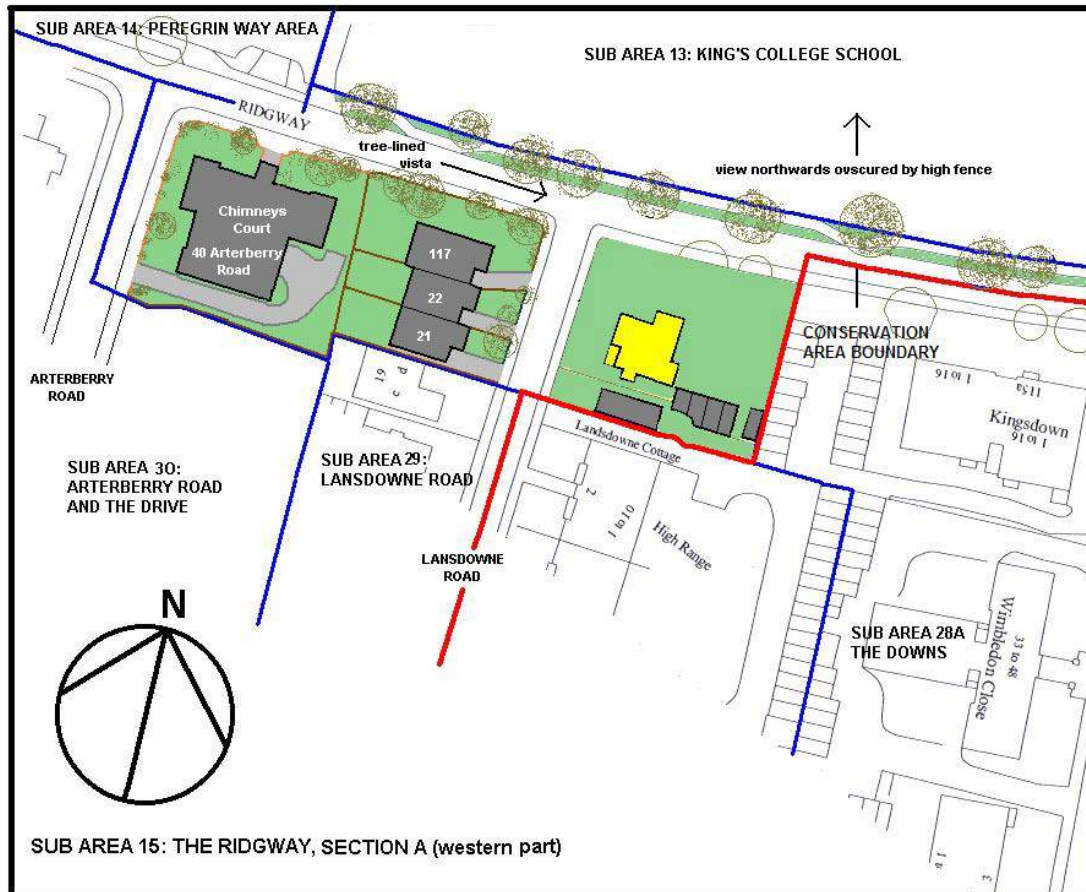 SUB AREA 14: PEREGRIN WAY AREA
SUB AREA 13: KING'S COLLEGE SCHOOL
RIDGWAY
tree-lined
vista
view northwards ovscured by high fence
Chimneys
Court
40 Arterberry
Road
117
22
21
CONSERVATION
AREA BOUNDARY
ARTERBERRY
ROAD
19
c d
115a
1 to 16
Kingsdown
1 to 16
Landsdowne Cottage
SUB AREA 30:
ARTERBERRY ROAD
AND THE DRIVE
SUB AREA 29:
LANSDOWNE ROAD
2
1 to 10
High Range
LANSDOWNE
ROAD
N
SUB AREA 28A
THE DOWNS
Wimbledon Close
33 to 48
SUB AREA 15: THE RIDGWAY, SECTION A (western part)
3